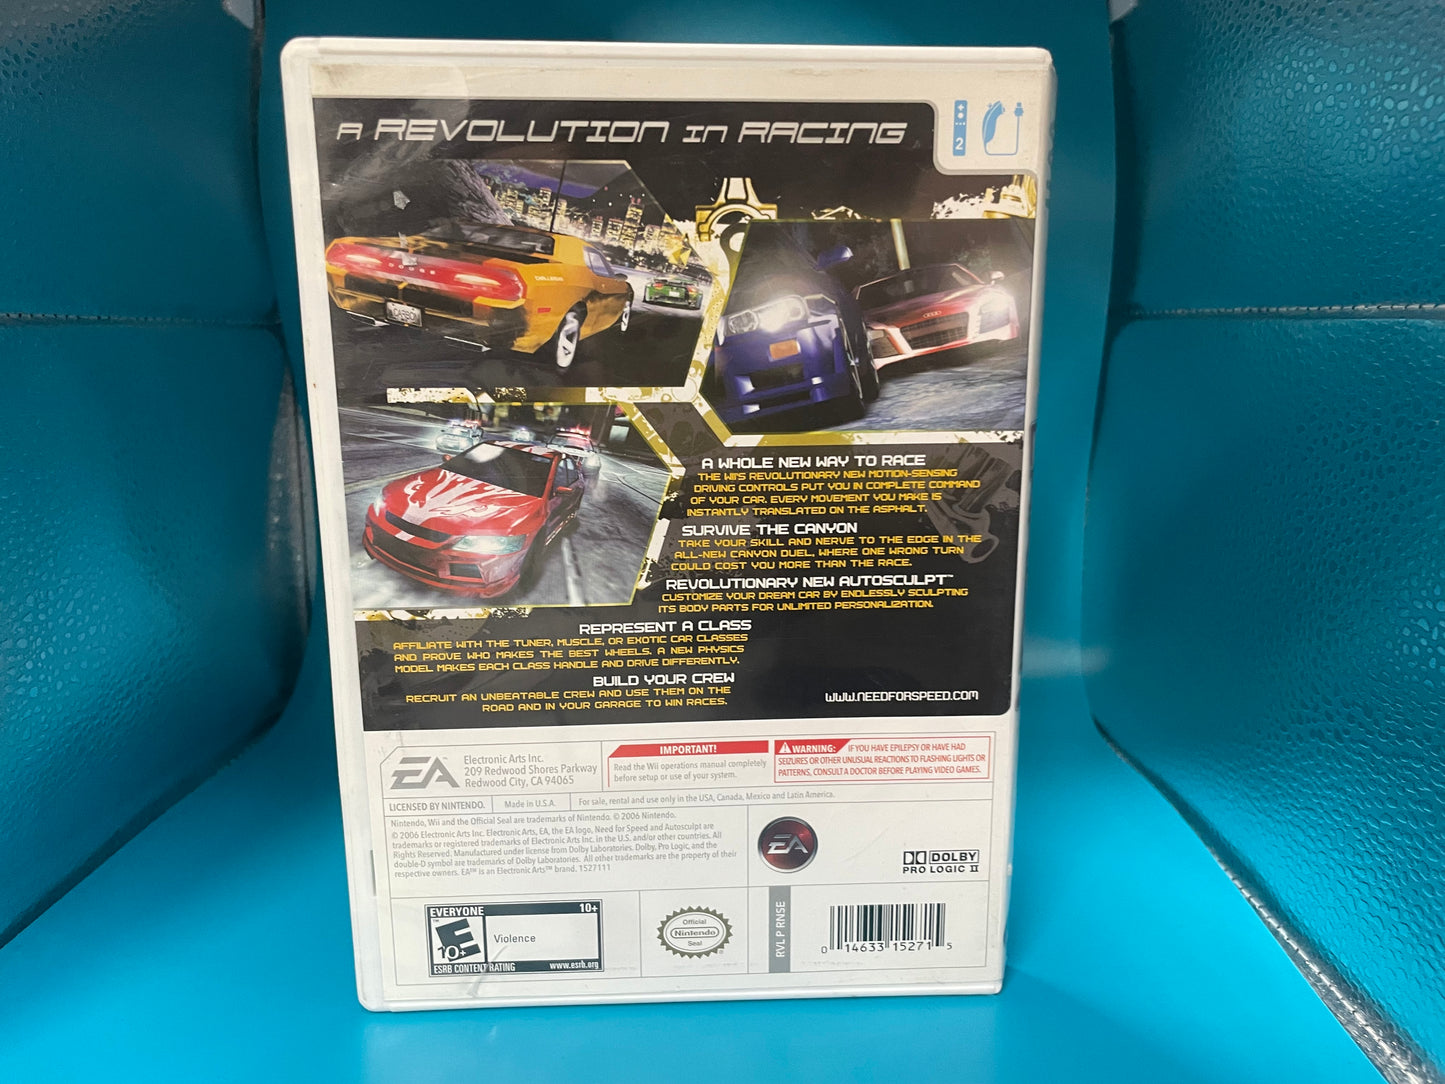 A REVOLUTION IN RACING
2
DODGE
CHALLENGER
A WHOLE NEW WAY TO RACE
THE WII'S REVOLUTIONARY NEW MOTION-SENSING
DRIVING CONTROLS PUT YOU IN COMPLETE COMMAND
OF YOUR CAR. EVERY MOVEMENT YOU MAKE IS
INSTANTLY TRANSLATED ON THE ASPHALT.
SURVIVE THE CANYON
TAKE YOUR SKILL AND NERVE TO THE EDGE IN THE
ALL-NEW CANYON DUEL, WHERE ONE WRONG TURN
COULD COST YOU MORE THAN THE RACE.
REVOLUTIONARY NEW AUTOSCULPT™
CUSTOMIZE YOUR DREAM CAR BY ENDLESSLY SCULPTING
ITS BODY PARTS FOR UNLIMITED PERSONALIZATION.
REPRESENT A CLASS
AFFILIATE WITH THE TUNER, MUSCLE, OR EXOTIC CAR CLASSES
AND PROVE WHO MAKES THE BEST WHEELS. A NEW PHYSICS
MODEL MAKES EACH CLASS HANDLE AND DRIVE DIFFERENTLY.
BUILD YOUR CREW
RECRUIT AN UNBEATABLE CREW AND USE THEM ON THE
ROAD AND IN YOUR GARAGE TO WIN RACES.
WWW.NEEDFORSPEED.COM
EA
Electronic Arts Inc.
209 Redwood Shores Parkway
Redwood City, CA 94065
IMPORTANT!
Read the Wii operations manual completely
before setup or use of your system.
WARNING: IF YOU HAVE EPILEPSY OR HAVE HAD
SEIZURES OR OTHER UNUSUAL REACTIONS TO FLASHING LIGHTS OR
PATTERNS, CONSULT A DOCTOR BEFORE PLAYING VIDEO GAMES.
LICENSED BY NINTENDO.
Made in U.S.A.
For sale, rental and use only in the USA, Canada, Mexico and Latin America.
Nintendo, Wii and the Official Seal are trademarks of Nintendo. © 2006 Nintendo.
© 2006 Electronic Arts Inc. Electronic Arts, EA, the EA logo, Need for Speed and Autosculpt are
trademarks or registered trademarks of Electronic Arts Inc. in the U.S. and/or other countries. All
Rights Reserved. Manufactured under license from Dolby Laboratories. Dolby, Pro Logic, and the
double-D symbol are trademarks of Dolby Laboratories. All other trademarks are the property of their
respective owners. EA™ is an Electronic Arts™ brand. 1527111
EA
DOLBY
PRO LOGIC II
EVERYONE 10+
E
10+
Violence
ESRB CONTENT RATING www.esrb.org
Official
Nintendo
Seal
RVL P RNSE
0 14633 15271 5